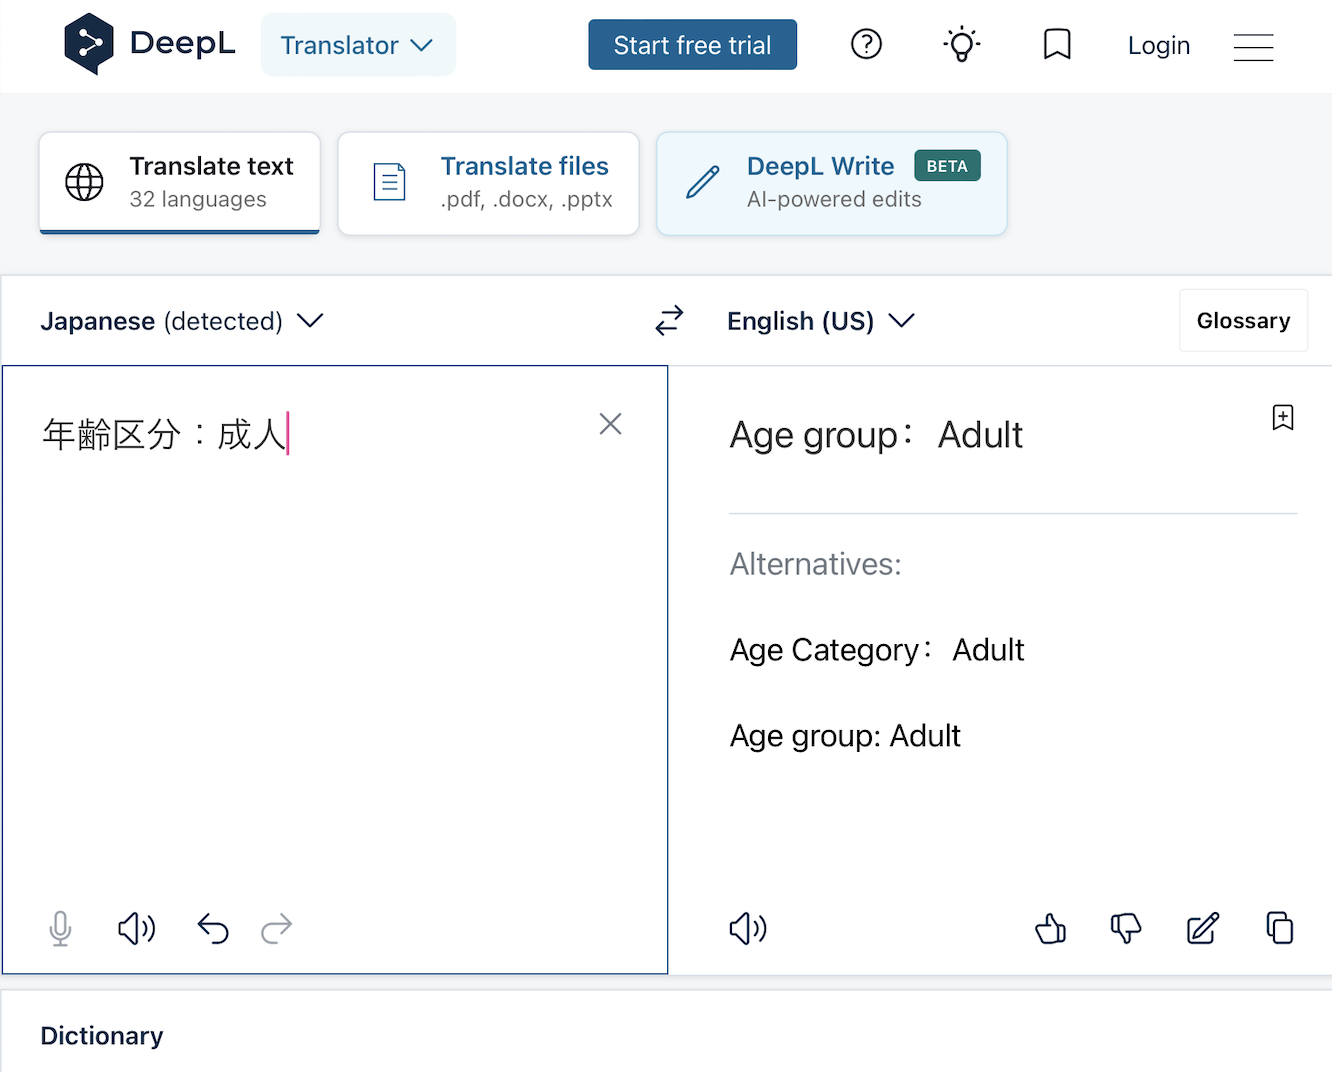 DeepL
Translator
Start free trial
Login
Translate text
32 languages
Translate files
.pdf, .docx, .pptx
DeepL Write BETA
AI-powered edits
Japanese (detected)
English (US)
Glossary
年齢区分：成人
Age group： Adult
Alternatives:
Age Category： Adult
Age group: Adult
Dictionary